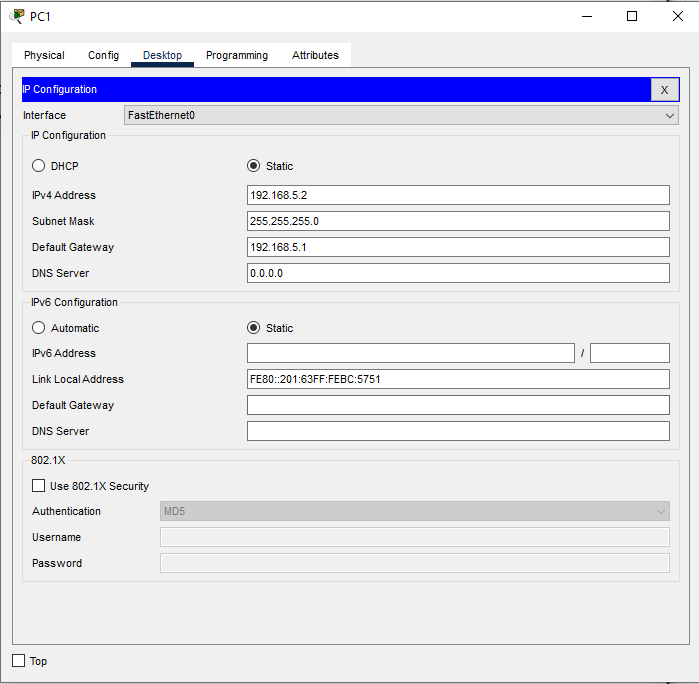 PC1
Physical Config Desktop Programming Attributes
IP Configuration X
Interface FastEthernet0
IP Configuration
DHCP Static
IPv4 Address 192.168.5.2
Subnet Mask 255.255.255.0
Default Gateway 192.168.5.1
DNS Server 0.0.0.0
IPv6 Configuration
Automatic Static
IPv6 Address /
Link Local Address FE80::201:63FF:FEBC:5751
Default Gateway
DNS Server
802.1X
Use 802.1X Security
Authentication MD5
Username
Password
Top